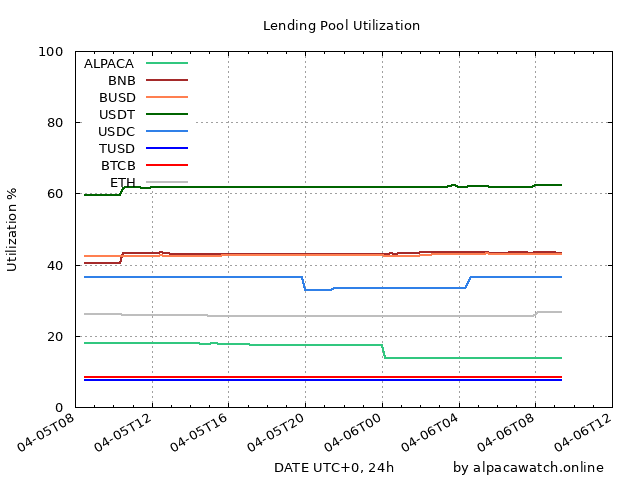 Lending Pool Utilization
100
80
60
40
20
0
Utilization %
ALPACA
BNB
BUSD
USDT
USDC
TUSD
BTCB
ETH
04-05T08
04-05T12
04-05T16
04-05T20
04-06T00
04-06T04
04-06T08
04-06T12
DATE UTC+0, 24h
by alpacawatch.online